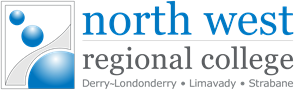 north west
regional college
Derry~Londonderry • Limavady • Strabane